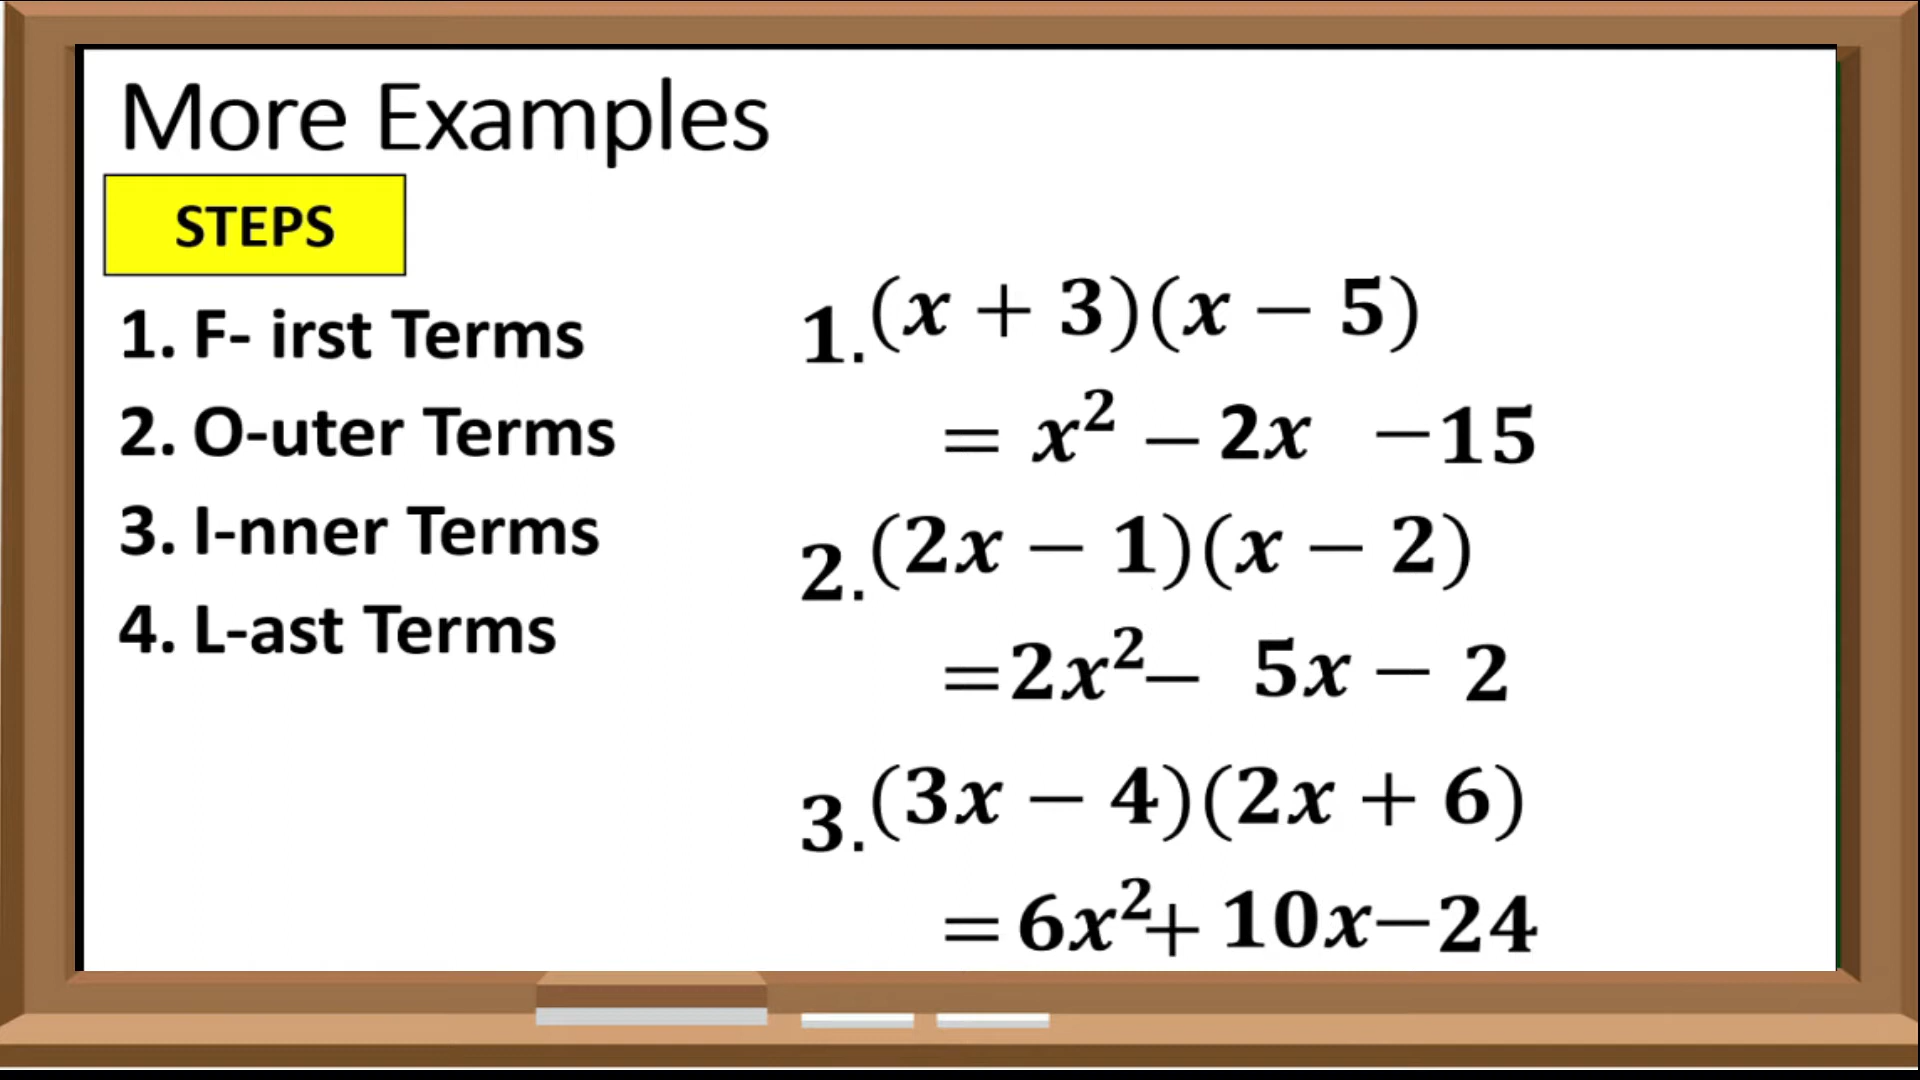 More Examples
STEPS
1. F- irst Terms
2. O-uter Terms
3. I-nner Terms
4. L-ast Terms
1. (x + 3)(x − 5)
= x² − 2x −15
2. (2x − 1)(x − 2)
=2x²− 5x − 2
3. (3x − 4)(2x + 6)
=6x²+ 10x−24